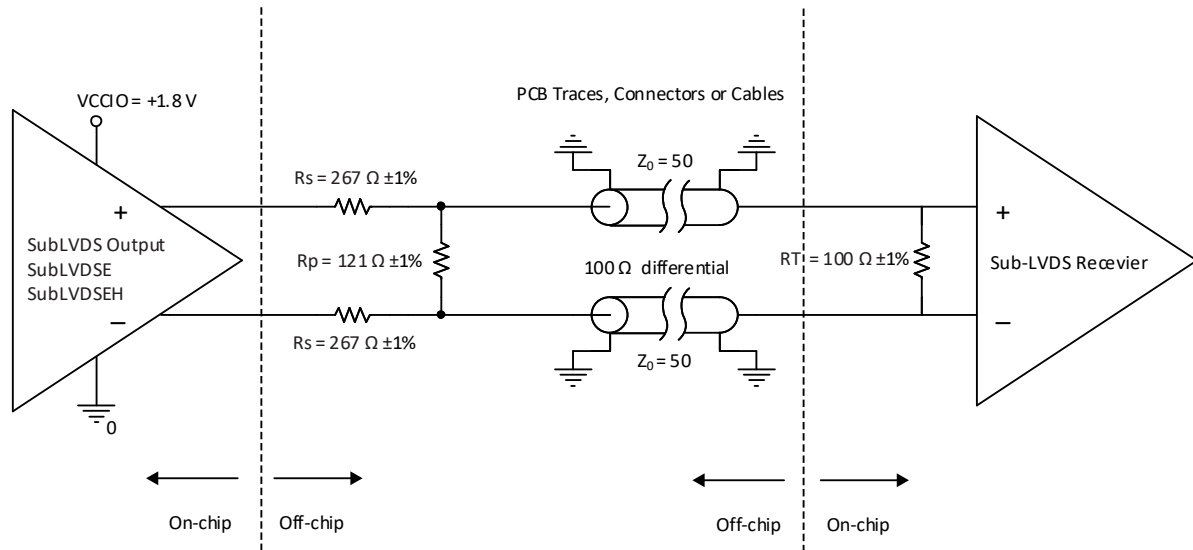 VCCIO = +1.8 V
PCB Traces, Connectors or Cables
Z0 = 50
Rs = 267 Ω ±1%
+
+
SubLVDS Output
SubLVDSE
SubLVDSEH
Rp = 121 Ω ±1%
100 Ω differential
RT = 100 Ω ±1%
Sub-LVDS Recevier
−
−
Rs = 267 Ω ±1%
Z0 = 50
0
On-chip
Off-chip
Off-chip
On-chip